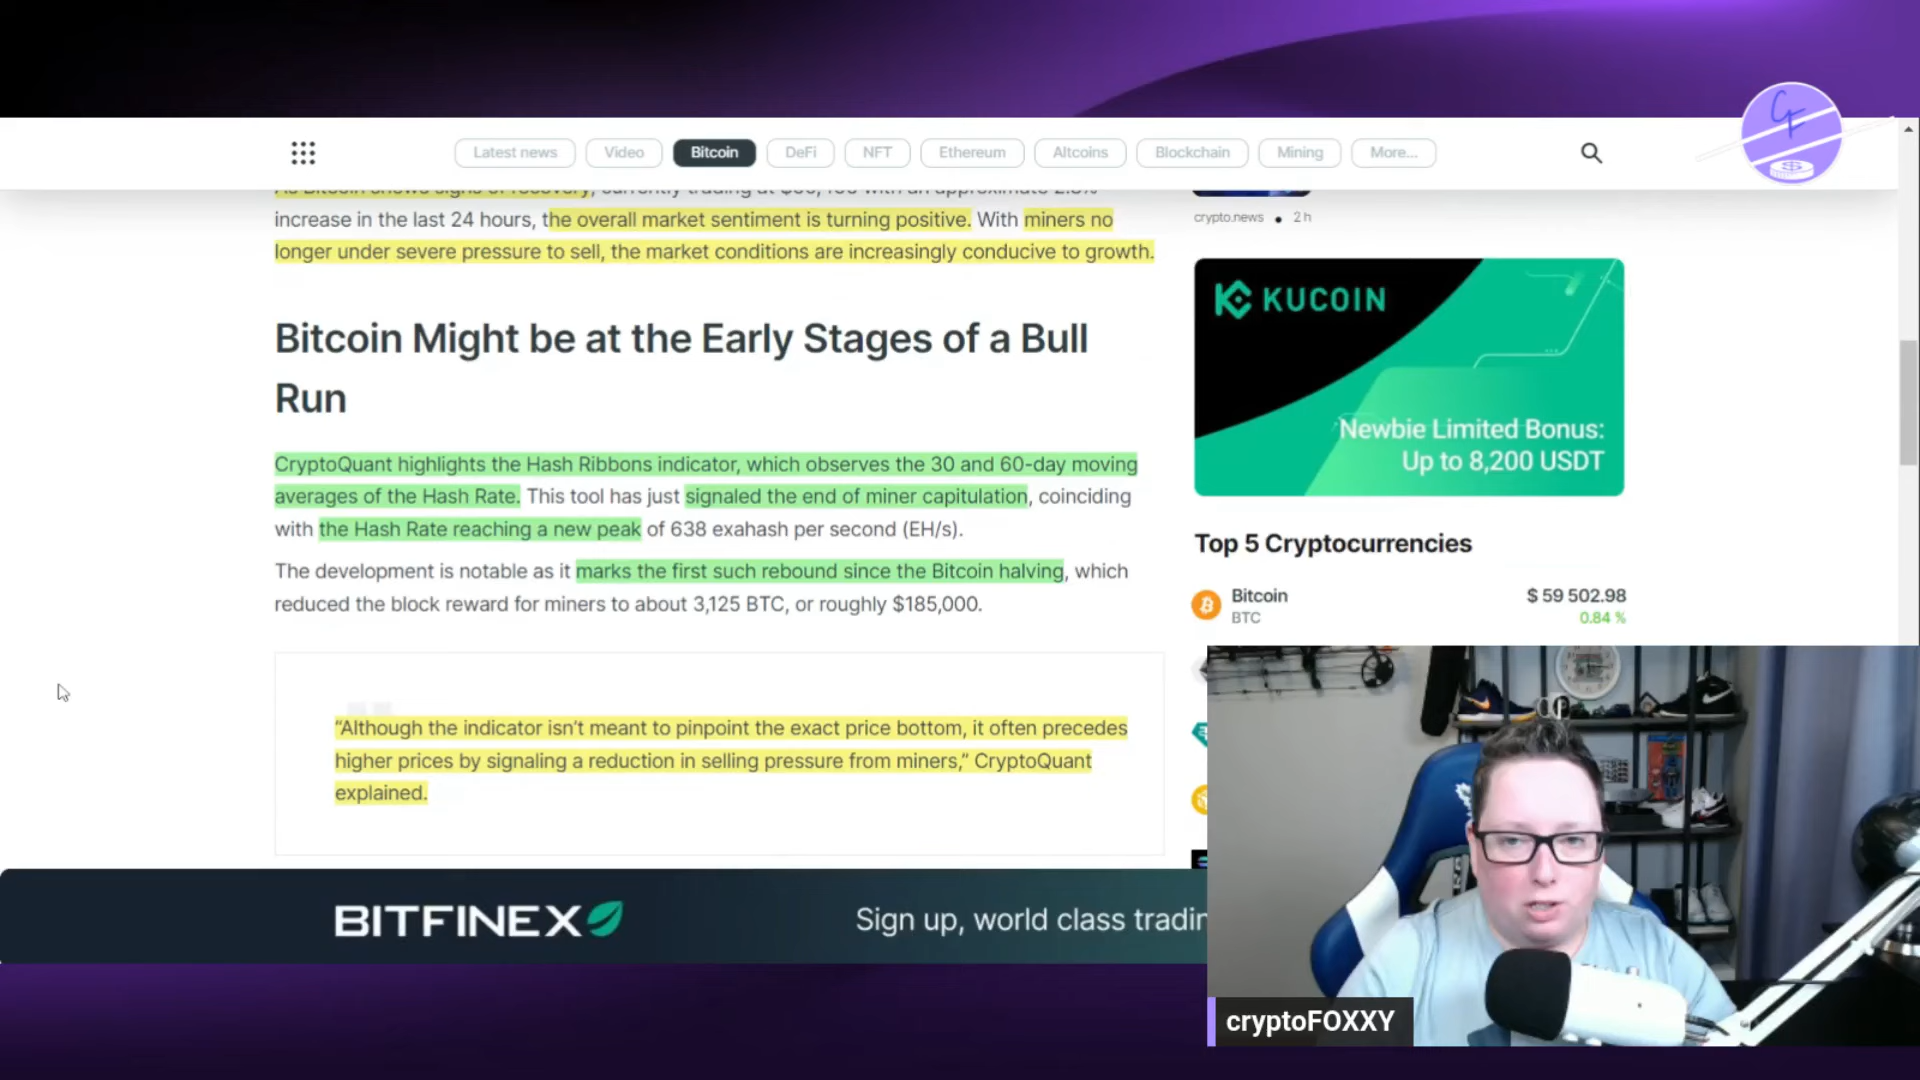 Latest news
Video
Bitcoin
DeFi
NFT
Ethereum
Altcoins
Blockchain
Mining
More...
increase in the last 24 hours, the overall market sentiment is turning positive. With miners no
longer under severe pressure to sell, the market conditions are increasingly conducive to growth.
Bitcoin Might be at the Early Stages of a Bull
Run
CryptoQuant highlights the Hash Ribbons indicator, which observes the 30 and 60-day moving
averages of the Hash Rate. This tool has just signaled the end of miner capitulation, coinciding
with the Hash Rate reaching a new peak of 638 exahash per second (EH/s).
The development is notable as it marks the first such rebound since the Bitcoin halving, which
reduced the block reward for miners to about 3,125 BTC, or roughly $185,000.
“Although the indicator isn’t meant to pinpoint the exact price bottom, it often precedes
higher prices by signaling a reduction in selling pressure from miners,” CryptoQuant
explained.
crypto.news • 2 h
KUCOIN
Newbie Limited Bonus:
Up to 8,200 USDT
Top 5 Cryptocurrencies
Bitcoin
$ 59 502.98
BTC
0.84 %
BITFINEX
Sign up, world class tradin
cryptoFOXXY